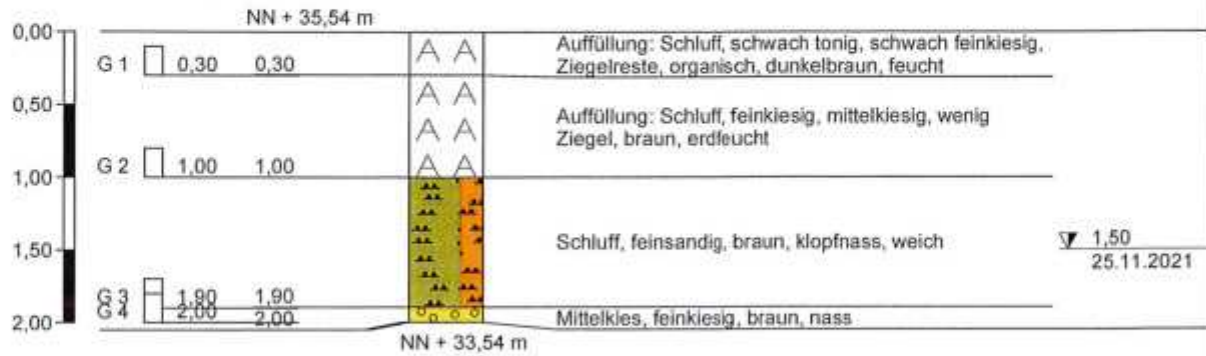 NN + 35,54 m
0,00
Auffüllung: Schluff, schwach tonig, schwach feinkiesig,
G 1 0,30 0,30
Ziegelreste, organisch, dunkelbraun, feucht
0,50
Auffüllung: Schluff, feinkiesig, mittelkiesig, wenig
Ziegel, braun, erdfeucht
G 2 1,00 1,00
1,00
Schluff, feinsandig, braun, klopfnass, weich
1,50
25.11.2021
1,50
G 3 1,90 1,90
G 4 2,00 2,00
2,00
Mittelkies, feinkiesig, braun, nass
NN + 33,54 m